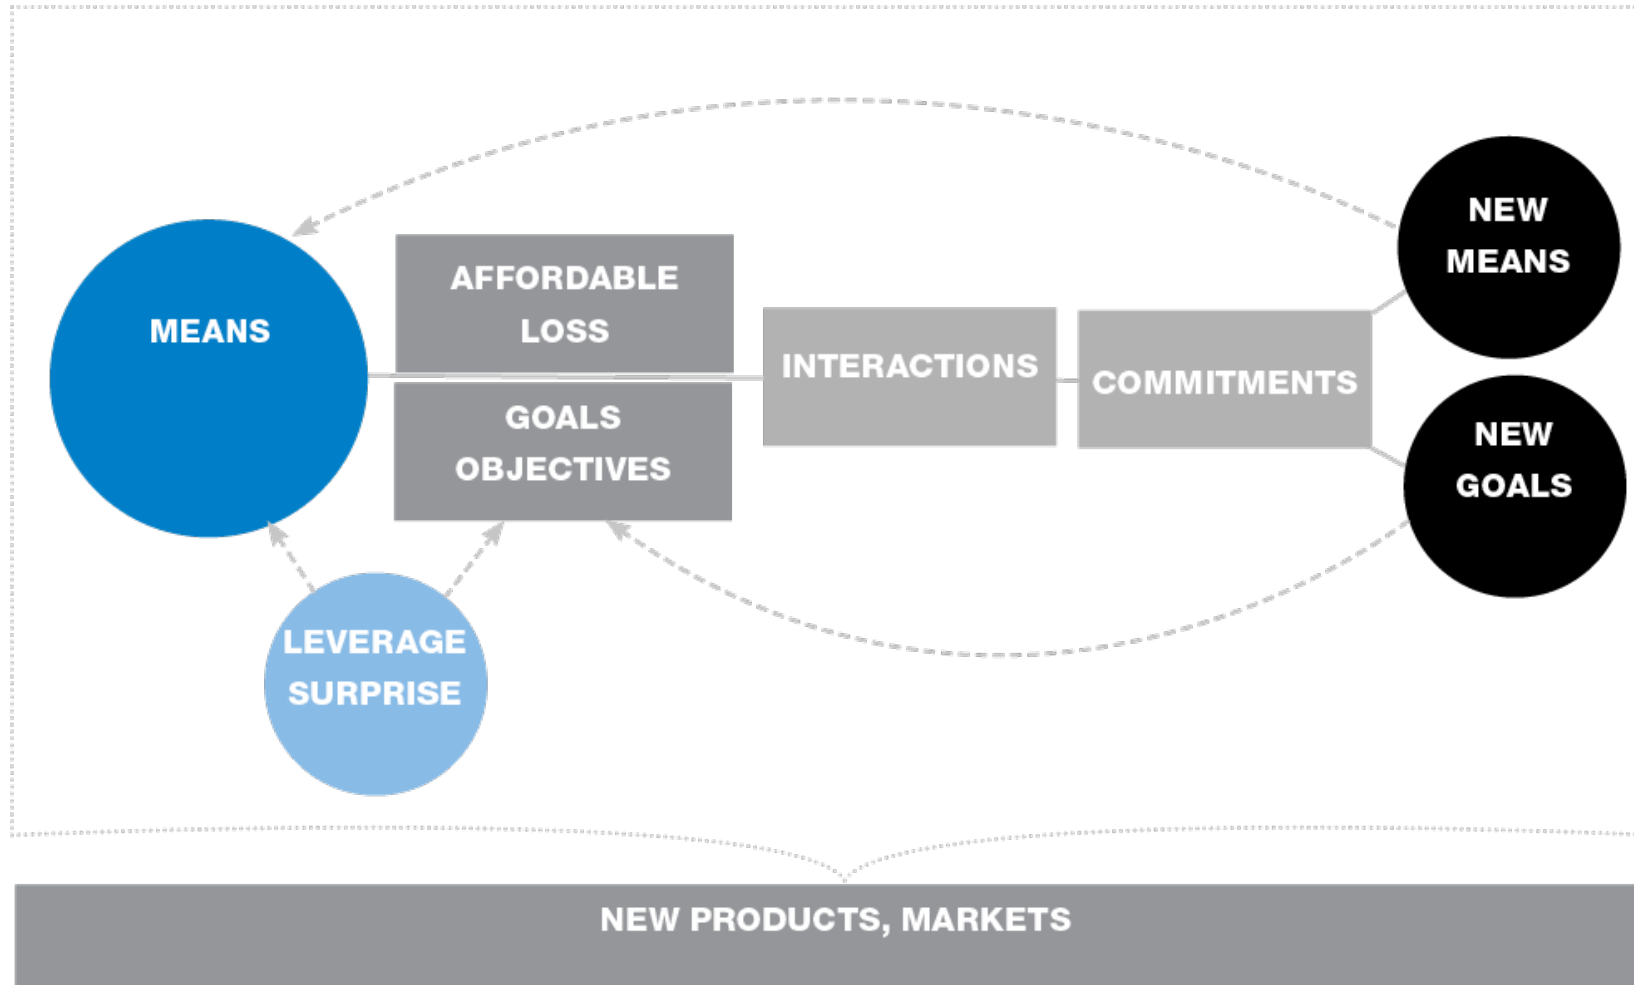 MEANS
AFFORDABLE
LOSS
GOALS
OBJECTIVES
INTERACTIONS
COMMITMENTS
NEW
MEANS
NEW
GOALS
LEVERAGE
SURPRISE
NEW PRODUCTS, MARKETS